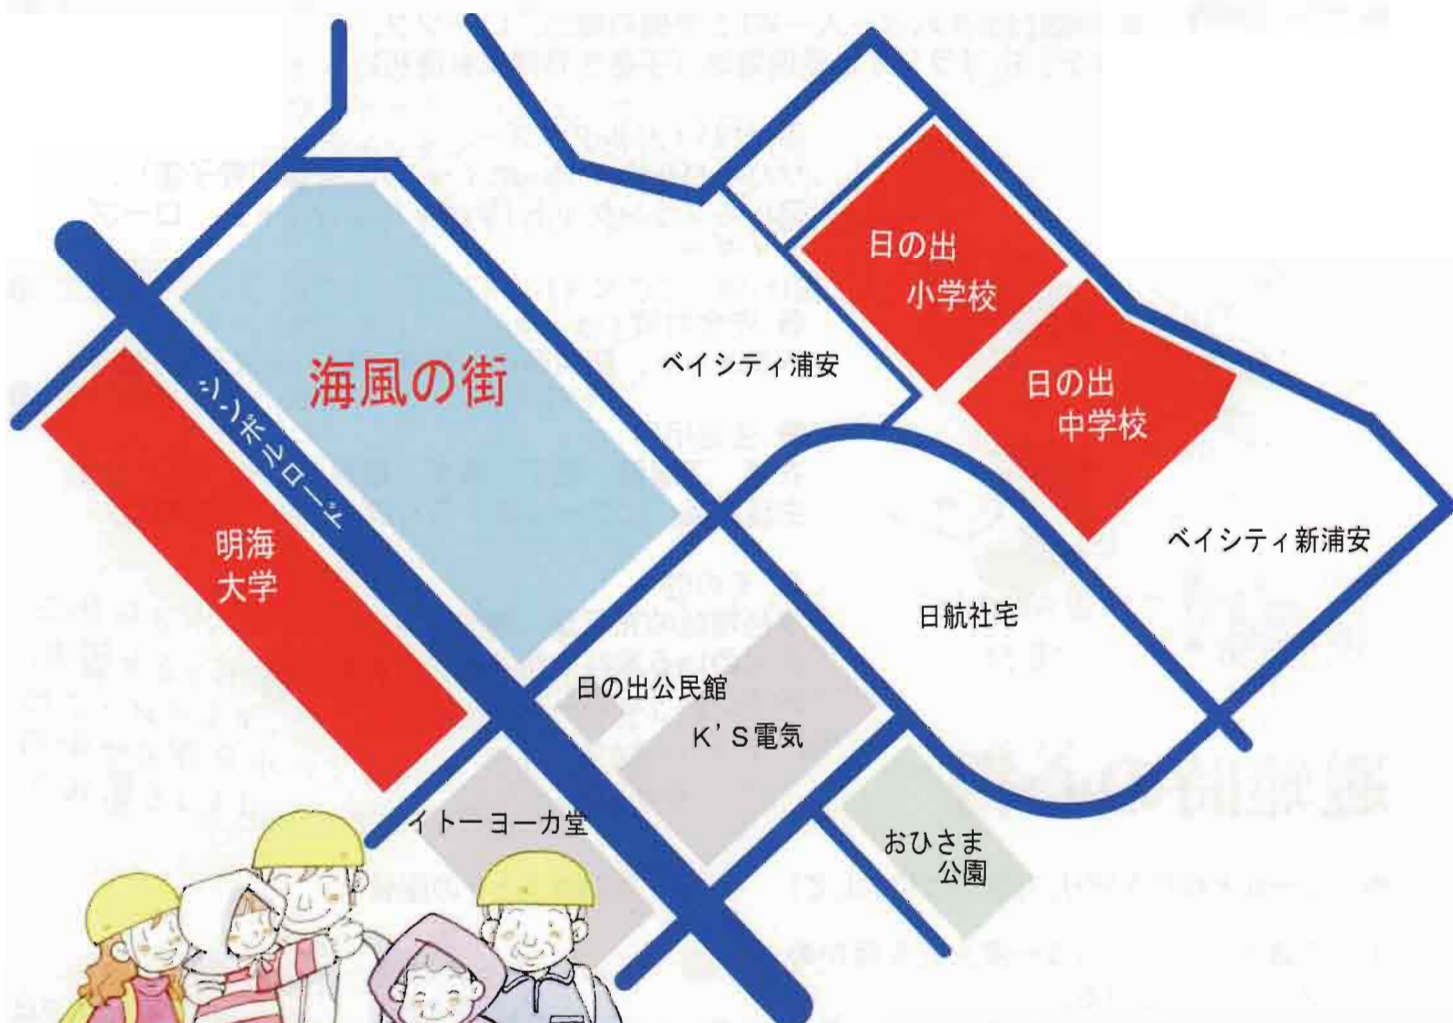 日の出
小学校
ベイシティ浦安
海風の街
日の出
中学校
シンボルロード
明海
大学
ベイシティ新浦安
日航社宅
日の出公民館
K'S電気
イトーヨーカ堂
おひさま
公園